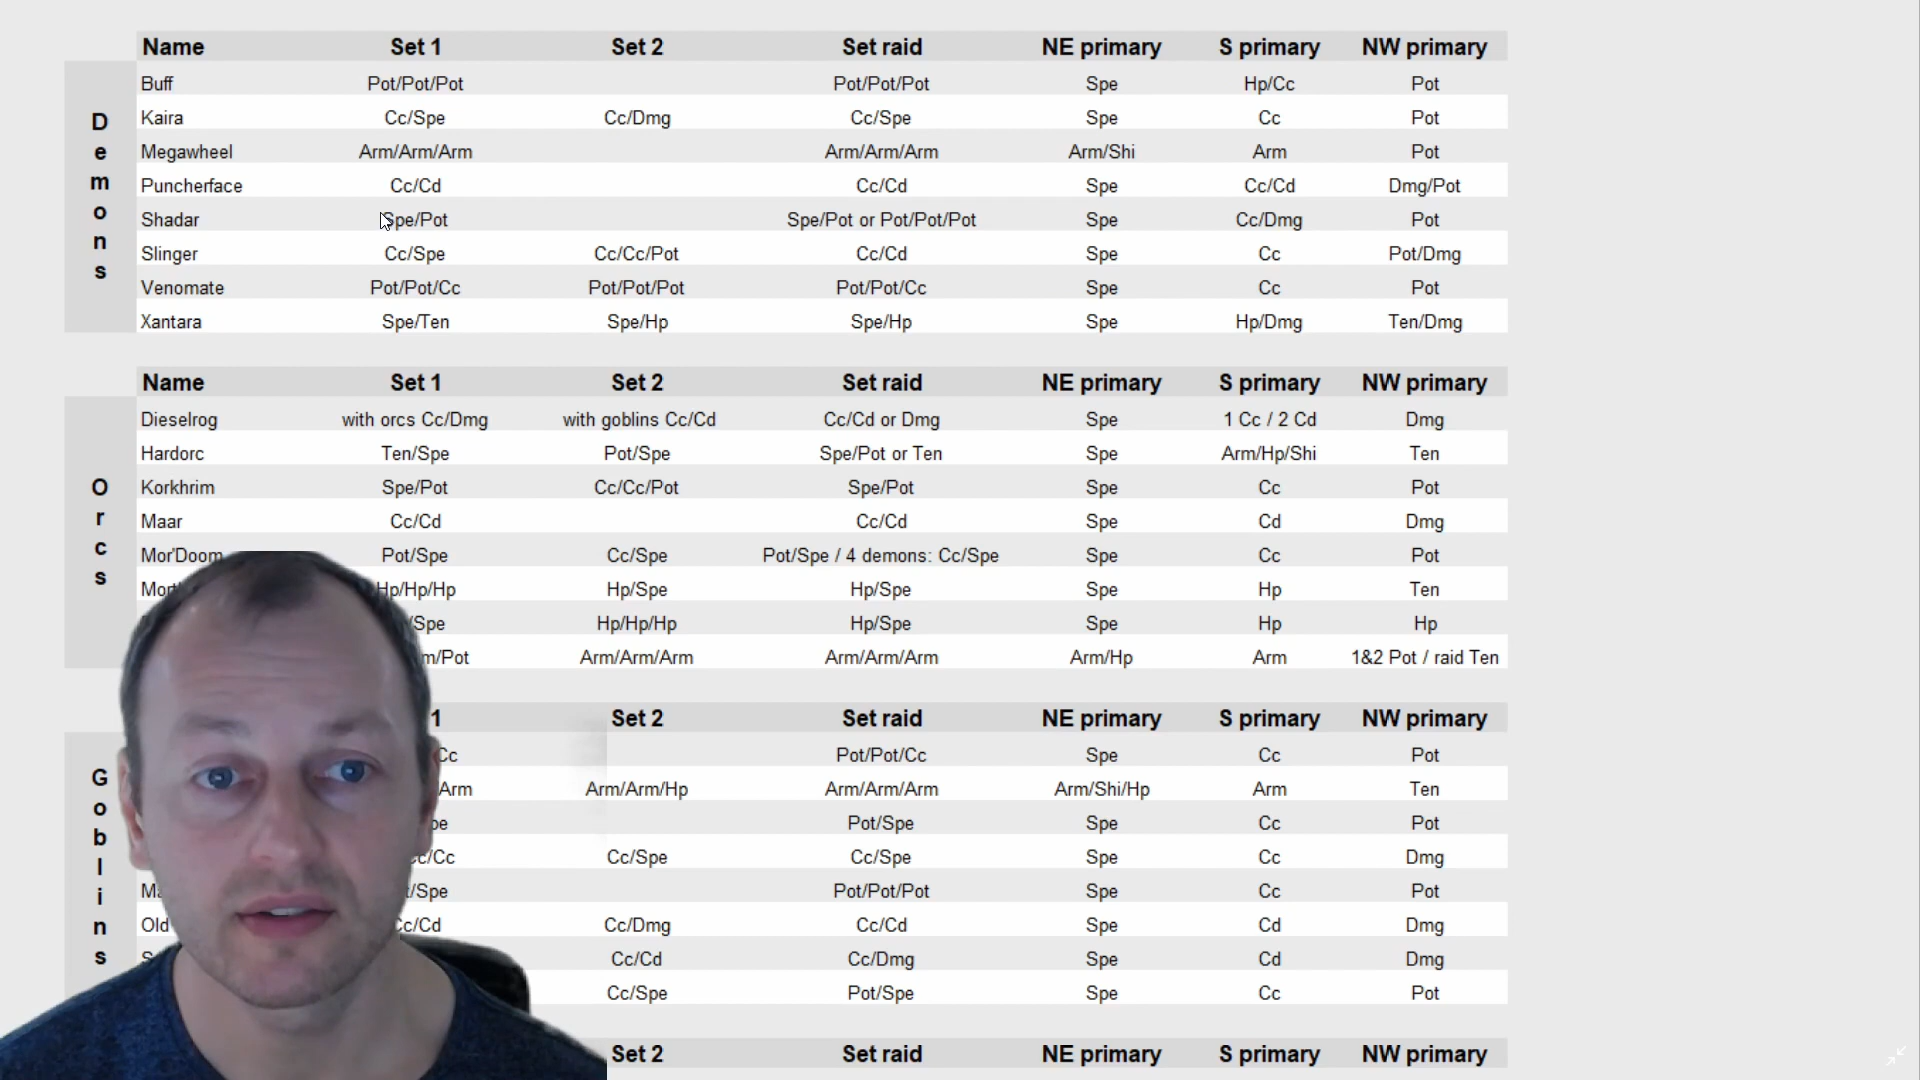 Name Set 1 Set 2 Set raid NE primary S primary NW primary
Demons
Buff Pot/Pot/Pot Pot/Pot/Pot Spe Hp/Cc Pot
Kaira Cc/Spe Cc/Dmg Cc/Spe Spe Cc Pot
Megawheel Arm/Arm/Arm Arm/Arm/Arm Arm/Shi Arm Pot
Puncherface Cc/Cd Cc/Cd Spe Cc/Cd Dmg/Pot
Shadar Spe/Pot Spe/Pot or Pot/Pot/Pot Spe Cc/Dmg Pot
Slinger Cc/Spe Cc/Cc/Pot Cc/Cd Spe Cc Pot/Dmg
Venomate Pot/Pot/Cc Pot/Pot/Pot Pot/Pot/Cc Spe Cc Pot
Xantara Spe/Ten Spe/Hp Spe/Hp Spe Hp/Dmg Ten/Dmg
Name Set 1 Set 2 Set raid NE primary S primary NW primary
Orcs
Dieselrog with orcs Cc/Dmg with goblins Cc/Cd Cc/Cd or Dmg Spe 1 Cc / 2 Cd Dmg
Hardorc Ten/Spe Pot/Spe Spe/Pot or Ten Spe Arm/Hp/Shi Ten
Korkhrim Spe/Pot Cc/Cc/Pot Spe/Pot Spe Cc Pot
Maar Cc/Cd Cc/Cd Spe Cd Dmg
Mor'Doom Pot/Spe Cc/Spe Pot/Spe / 4 demons: Cc/Spe Spe Cc Pot
Hp/Hp/Hp Hp/Spe Hp/Spe Spe Hp Ten
/Spe Hp/Hp/Hp Hp/Spe Spe Hp Hp
m/Pot Arm/Arm/Arm Arm/Arm/Arm Arm/Hp Arm 1&2 Pot / raid Ten
1 Set 2 Set raid NE primary S primary NW primary
Goblins
Cc Pot/Pot/Cc Spe Cc Pot
Arm Arm/Arm/Hp Arm/Arm/Arm Arm/Shi/Hp Arm Ten
pe Pot/Spe Spe Cc Pot
/Cc Cc/Spe Cc/Spe Spe Cc Dmg
/Spe Pot/Pot/Pot Spe Cc Pot
Old Cc/Cd Cc/Dmg Cc/Cd Spe Cd Dmg
Cc/Cd Cc/Dmg Spe Cd Dmg
Cc/Spe Pot/Spe Spe Cc Pot
Set 2 Set raid NE primary S primary NW primary